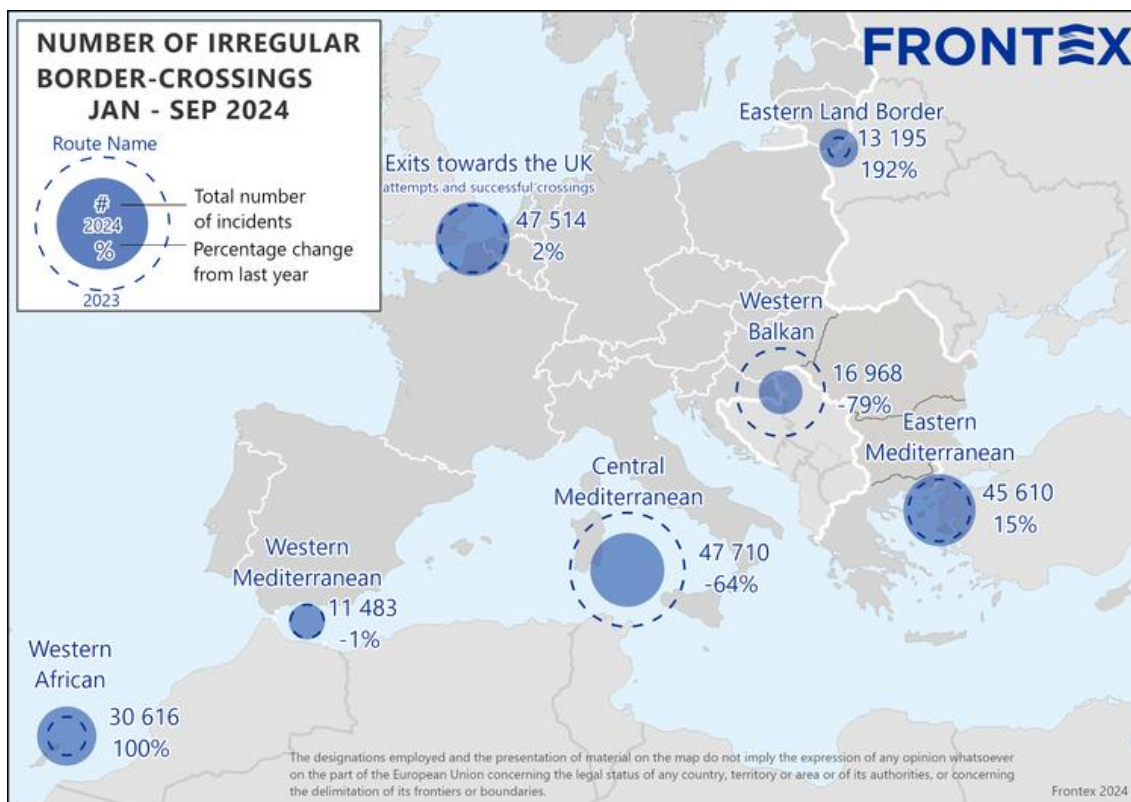 NUMBER OF IRREGULAR
BORDER-CROSSINGS
JAN - SEP 2024
Route Name
#
2024
%
Total number
of incidents
Percentage change
from last year
2023
FRONTEX
Eastern Land Border
13 195
192%
Exits towards the UK
attempts and successful crossings
47 514
2%
Western
Balkan
16 968
-79%
Eastern
Mediterranean
45 610
15%
Central
Mediterranean
47 710
-64%
Western
Mediterranean
11 483
-1%
Western
African
30 616
100%
The designations employed and the presentation of material on the map do not imply the expression of any opinion whatsoever
on the part of the European Union concerning the legal status of any country, territory or area or of its authorities, or concerning
the delimitation of its frontiers or boundaries.
Frontex 2024